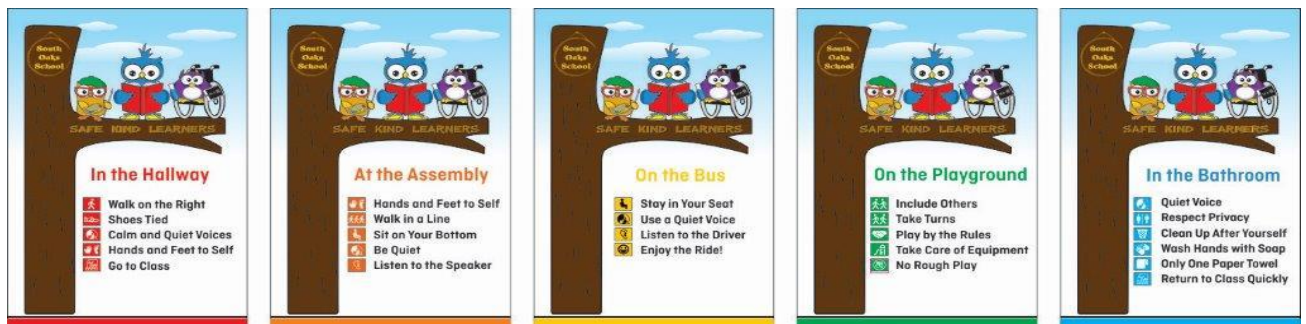 South
Oaks
School
SAFE KIND LEARNERS
In the Hallway
Walk on the Right
Shoes Tied
Calm and Quiet Voices
Hands and Feet to Self
Go to Class
South
Oaks
School
SAFE KIND LEARNERS
At the Assembly
Hands and Feet to Self
Walk in a Line
Sit on Your Bottom
Be Quiet
Listen to the Speaker
South
Oaks
School
SAFE KIND LEARNERS
On the Bus
Stay in Your Seat
Use a Quiet Voice
Listen to the Driver
Enjoy the Ride!
South
Oaks
School
SAFE KIND LEARNERS
On the Playground
Include Others
Take Turns
Play by the Rules
Take Care of Equipment
No Rough Play
South
Oaks
School
SAFE KIND LEARNERS
In the Bathroom
Quiet Voice
Respect Privacy
Clean Up After Yourself
Wash Hands with Soap
Only One Paper Towel
Return to Class Quickly